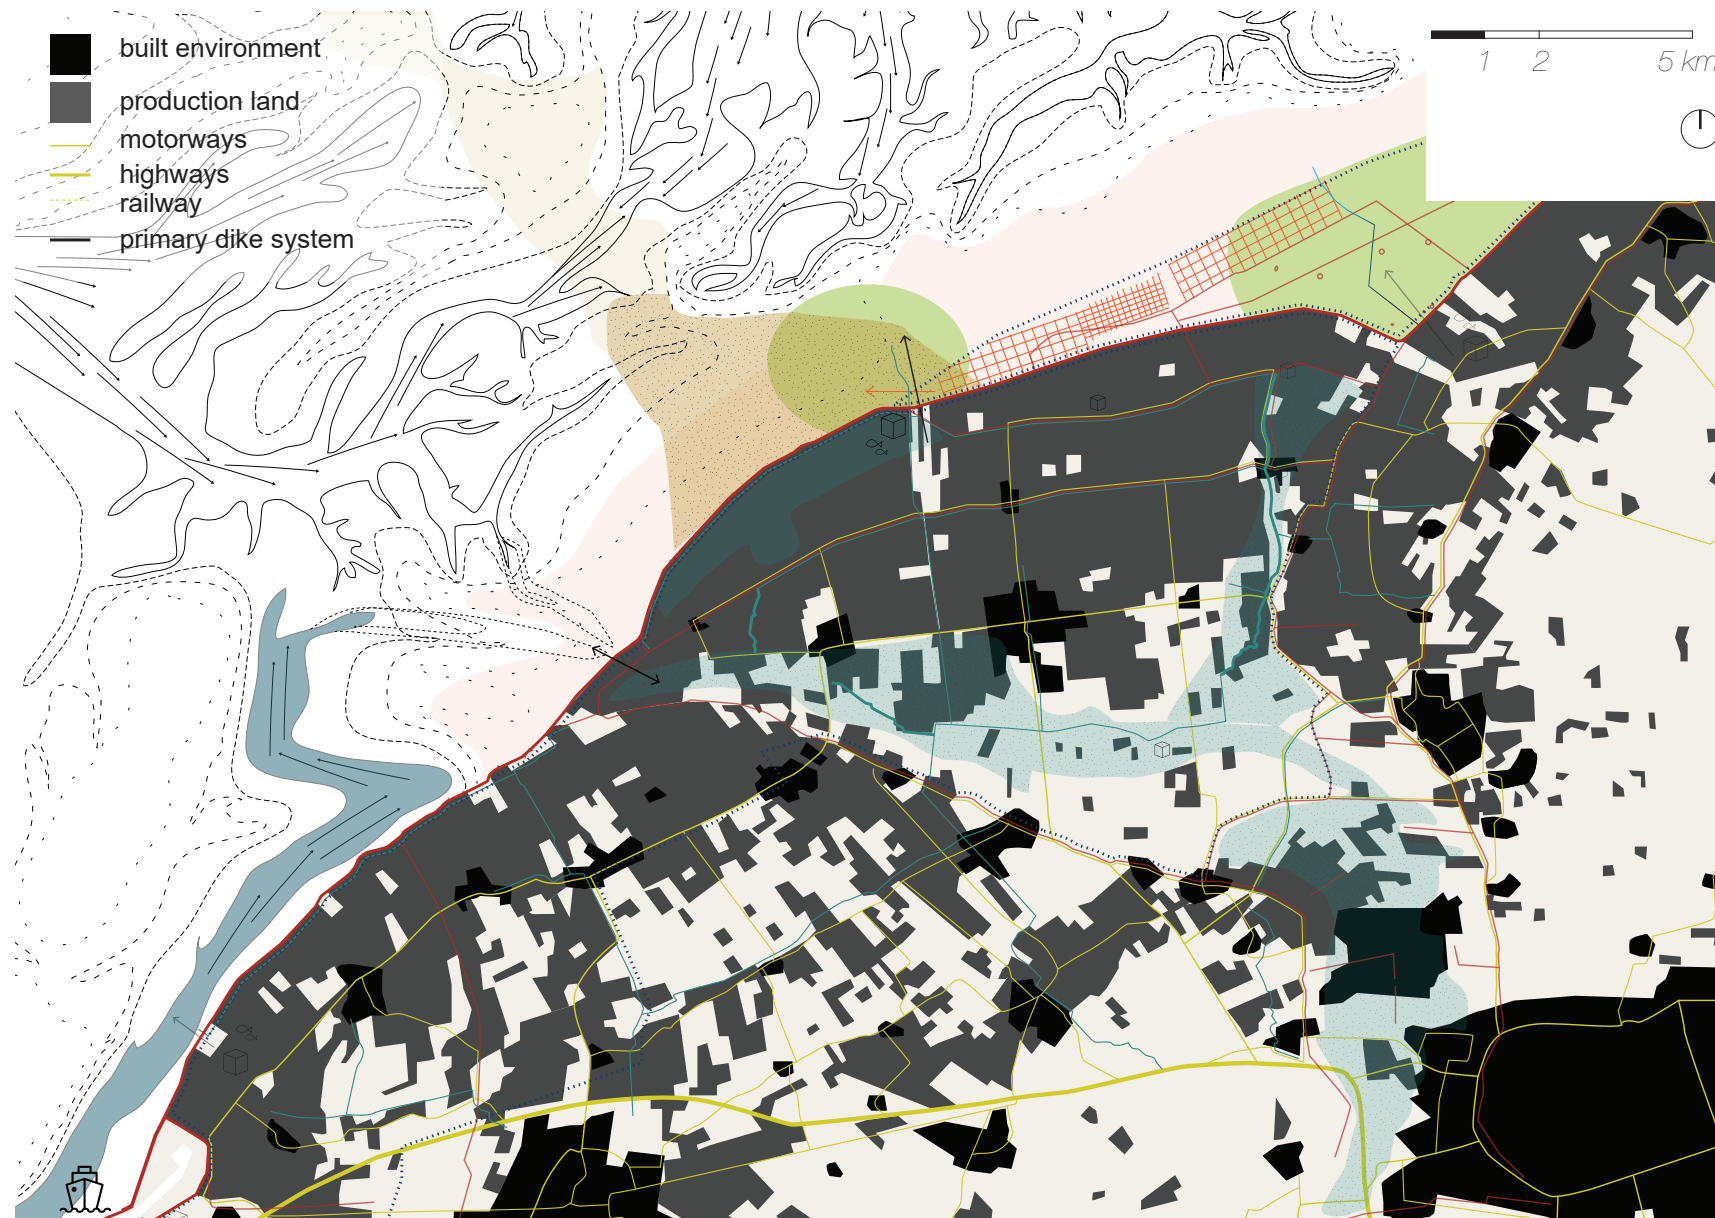 built environment
production land
motorways
highways
railway
primary dike system
1 2 5 km